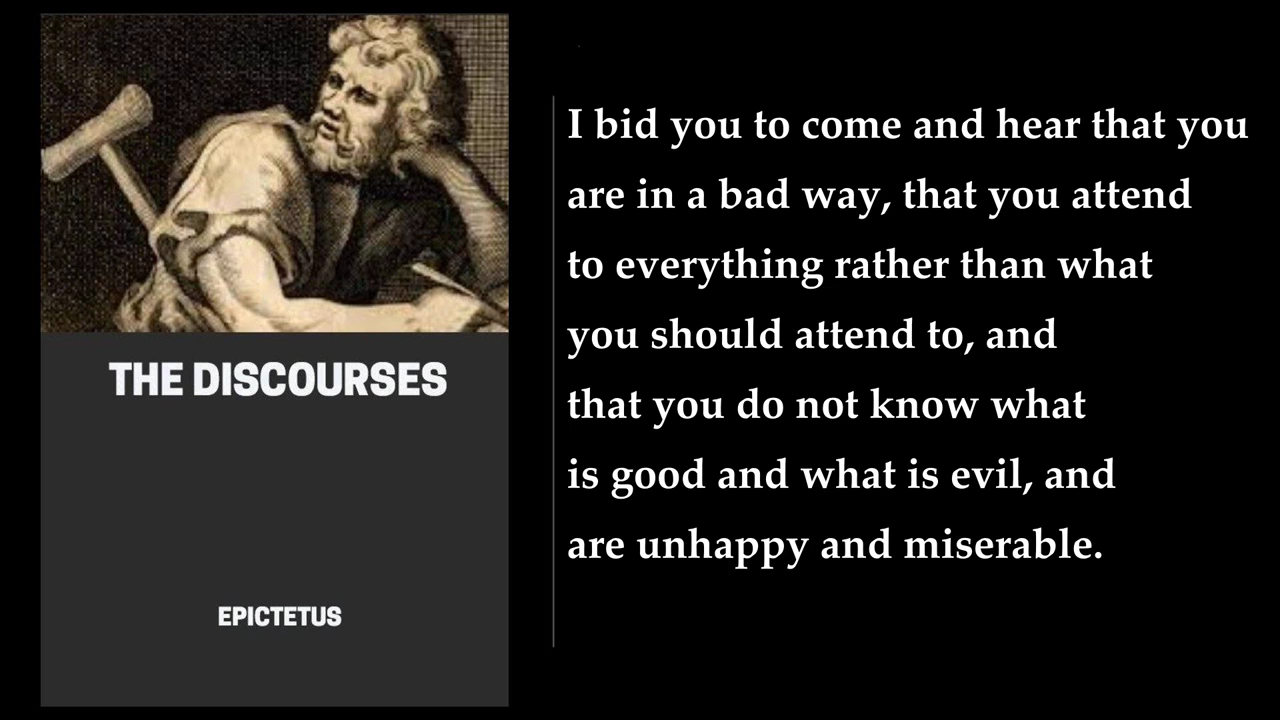 THE DISCOURSES
EPICTETUS
I bid you to come and hear that you
are in a bad way, that you attend
to everything rather than what
you should attend to, and
that you do not know what
is good and what is evil, and
are unhappy and miserable.